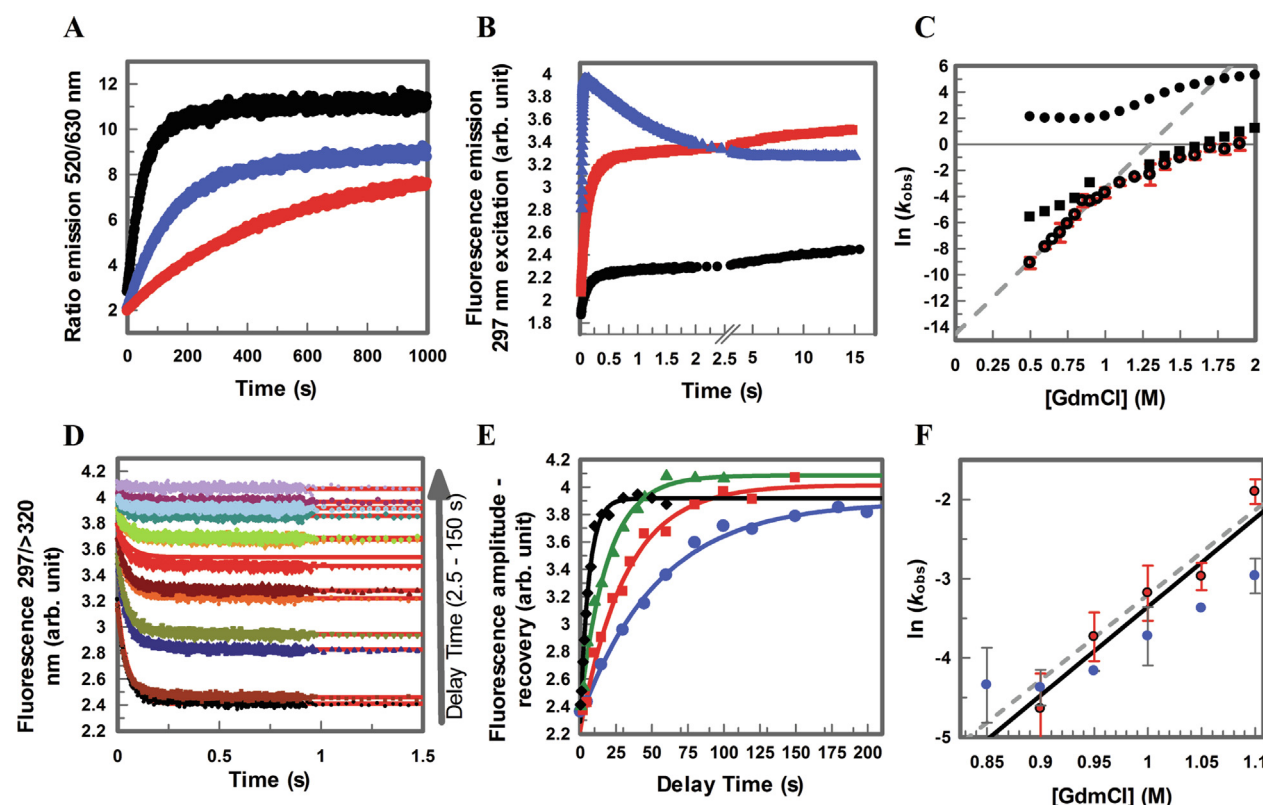 A
Ratio emission 520/630 nm
12
10
8
6
4
2
0 200 400 600 800 1000
Time (s)
B
Fluorescence emission
297 nm excitation (arb. unit)
4
3.8
3.6
3.4
3.2
3
2.8
2.6
2.4
2.2
2
1.8
0 0.5 1 1.5 2 2.5 5 10 15
Time (s)
C
ln (kobs)
6
4
2
0
-2
-4
-6
-8
-10
-12
-14
0 0.25 0.5 0.75 1 1.25 1.5 1.75 2
[GdmCl] (M)
D
Fluorescence 297/>320
nm (arb. unit)
4.2
4
3.8
3.6
3.4
3.2
3
2.8
2.6
2.4
2.2
0 0.5 1 1.5
Time (s)
Delay Time (2.5 - 150 s)
E
Fluorescence amplitude -
recovery (arb. unit)
4.2
4
3.8
3.6
3.4
3.2
3
2.8
2.6
2.4
2.2
0 25 50 75 100 125 150 175 200
Delay Time (s)
F
ln (kobs)
-2
-3
-4
-5
0.85 0.9 0.95 1 1.05 1.1
[GdmCl] (M)